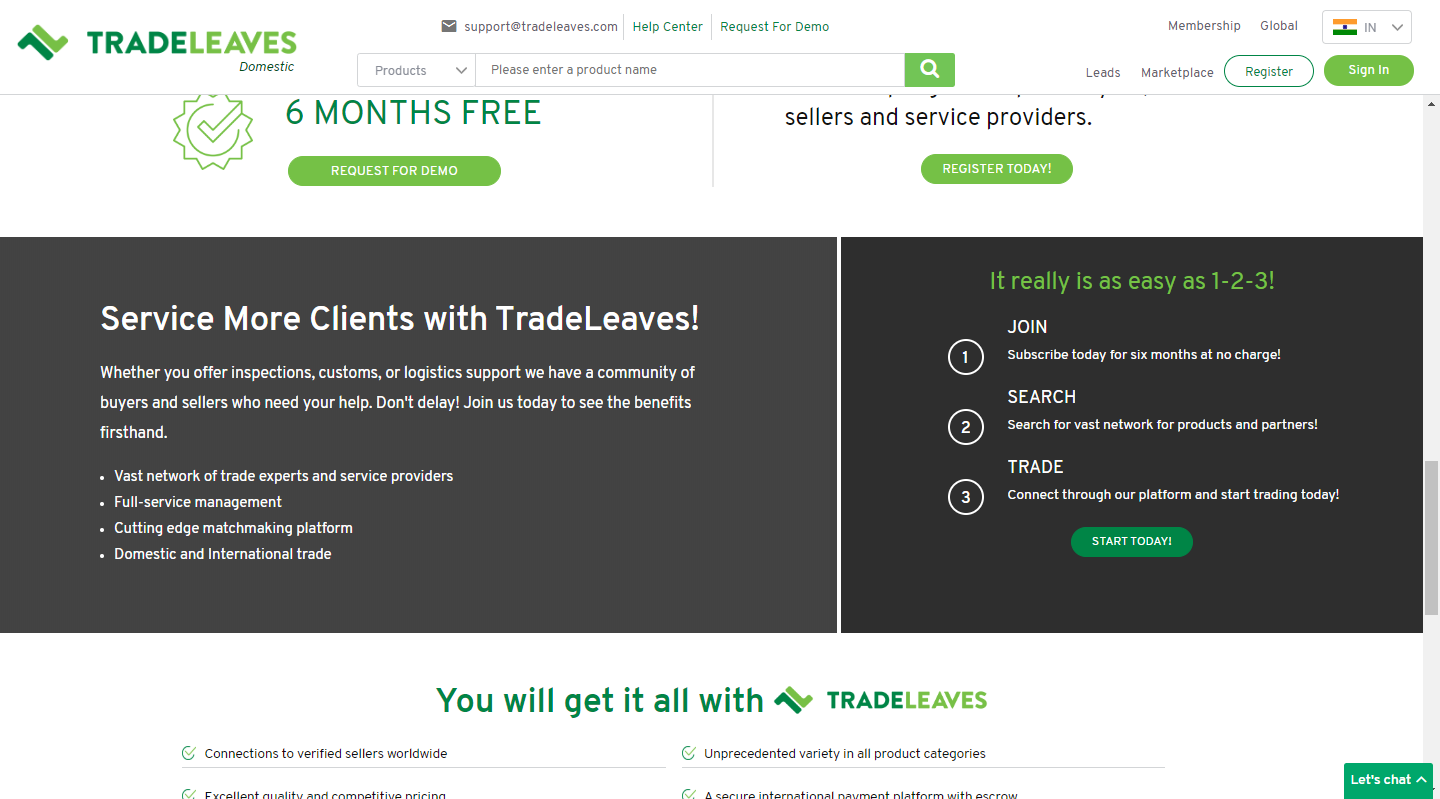 support@tradeleaves.com Help Center Request For Demo
Membership Global IN
TRADELEAVES
Domestic
Products Please enter a product name
Leads Marketplace Register Sign In
6 MONTHS FREE
REQUEST FOR DEMO
sellers and service providers.
REGISTER TODAY!
Service More Clients with TradeLeaves!
Whether you offer inspections, customs, or logistics support we have a community of
buyers and sellers who need your help. Don't delay! Join us today to see the benefits
firsthand.
• Vast network of trade experts and service providers
• Full-service management
• Cutting edge matchmaking platform
• Domestic and International trade
It really is as easy as 1-2-3!
JOIN
1 Subscribe today for six months at no charge!
SEARCH
2 Search for vast network for products and partners!
TRADE
3 Connect through our platform and start trading today!
START TODAY!
You will get it all with TRADELEAVES
Connections to verified sellers worldwide
Unprecedented variety in all product categories
Excellent quality and competitive pricing
A secure international payment platform with escrow
Let's chat